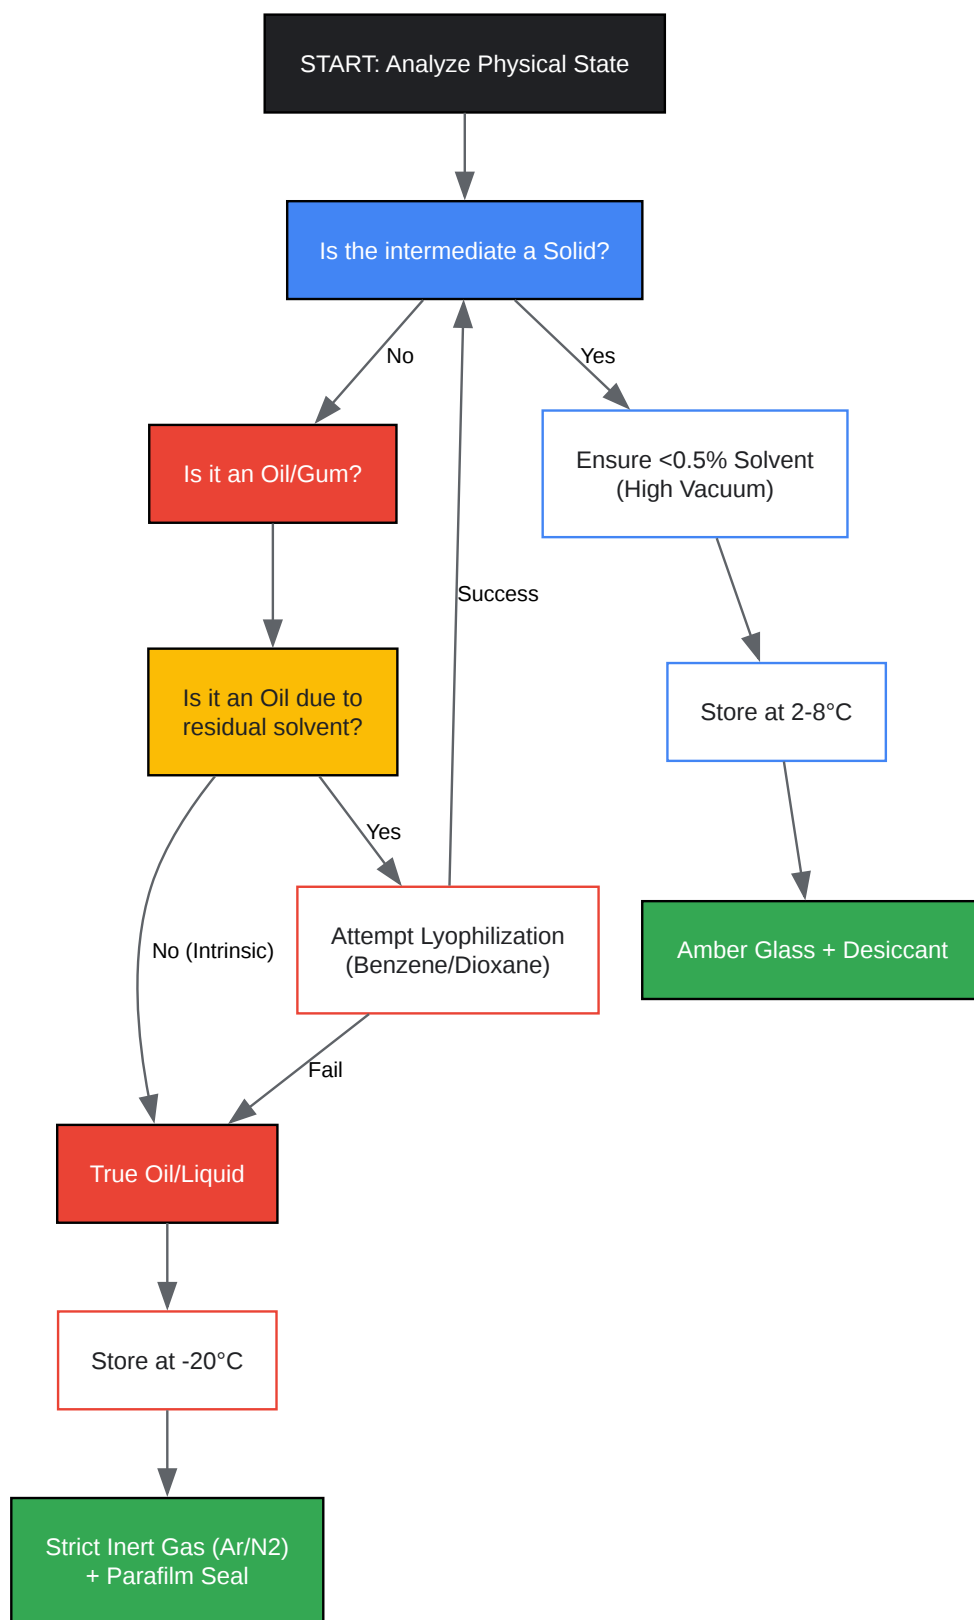 START: Analyze Physical State
Is the intermediate a Solid?
No
Yes
Is it an Oil/Gum?
Ensure <0.5% Solvent
(High Vacuum)
Success
Is it an Oil due to
residual solvent?
Store at 2-8°C
Yes
No (Intrinsic)
Attempt Lyophilization
(Benzene/Dioxane)
Amber Glass + Desiccant
Fail
True Oil/Liquid
Store at -20°C
Strict Inert Gas (Ar/N2)
+ Parafilm Seal